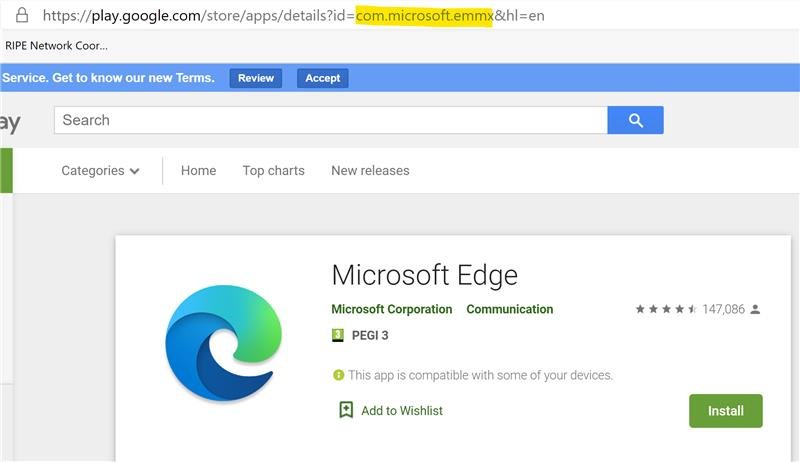 https://play.google.com/store/apps/details?id=com.microsoft.emmx&hl=en
RIPE Network Coor...
Service. Get to know our new Terms. Review Accept
ay Search
Categories Home Top charts New releases
Microsoft Edge
Microsoft Corporation Communication 147,086
3 PEGI 3
This app is compatible with some of your devices.
Add to Wishlist Install